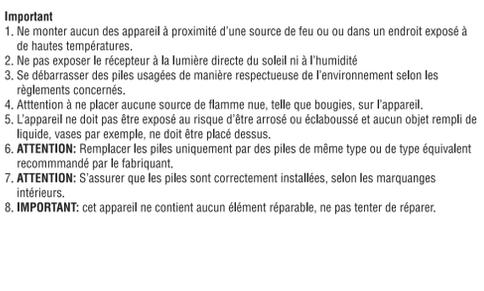 Important
1. Ne monter aucun des appareil à proximité d'une source de feu ou ou dans un endroit exposé à
de hautes températures.
2. Ne pas exposer le récepteur à la lumière directe du soleil ni à l'humidité
3. Se débarrasser des piles usagées de manière respectueuse de l'environnement selon les
règlements concernés.
4. Atttention à ne placer aucune source de flamme nue, telle que bougies, sur l'appareil.
5. L'appareil ne doit pas être exposé au risque d'être arrosé ou éclaboussé et aucun objet rempli de
liquide, vases par exemple, ne doit être placé dessus.
6. ATTENTION: Remplacer les piles uniquement par des piles de même type ou de type équivalent
recommmandé par le fabriquant.
7. ATTENTION: S'assurer que les piles sont correctement installées, selon les marquanges
intérieurs.
8. IMPORTANT: cet appareil ne contient aucun élément réparable, ne pas tenter de réparer.